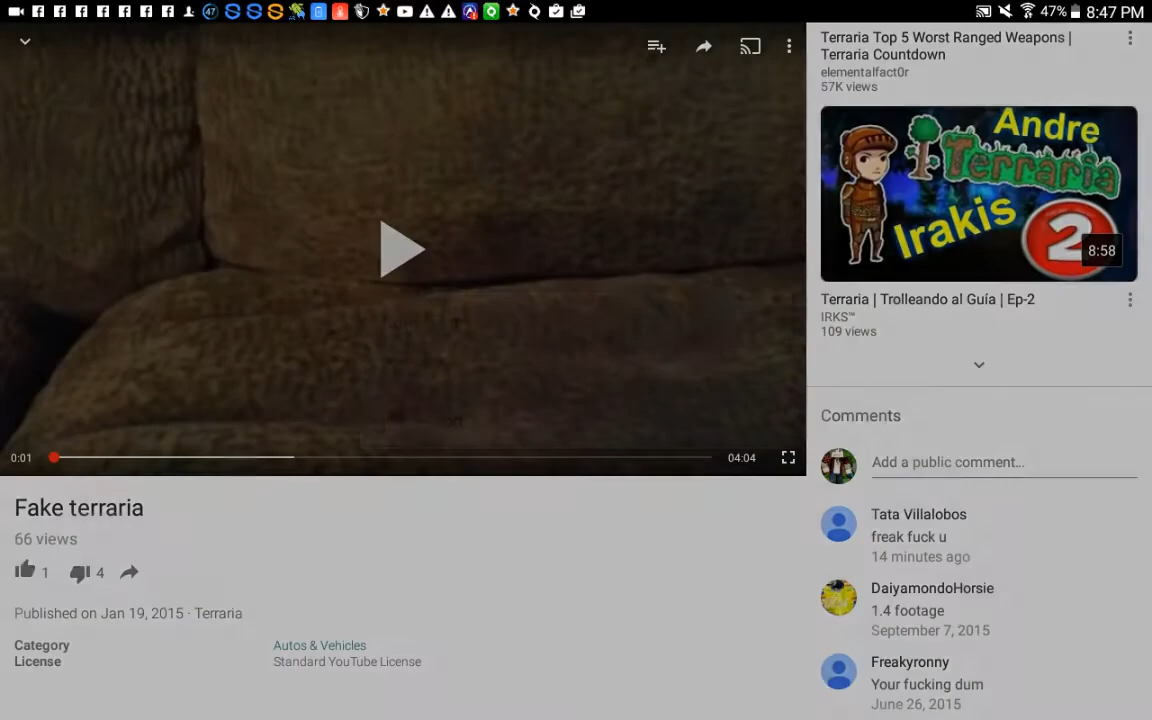 47
47% 8:47 PM
Terraria Top 5 Worst Ranged Weapons |
Terraria Countdown
elementalfact0r
57K views
Andre
Terraria
Irakis
2
8:58
Terraria | Trolleando al Guía | Ep-2
IRKS™
109 views
0:01
04:04
Comments
Add a public comment...
Fake terraria
66 views
1
4
Published on Jan 19, 2015 · Terraria
Category Autos & Vehicles
License Standard YouTube License
Tata Villalobos
freak fuck u
14 minutes ago
DaiyamondoHorsie
1.4 footage
September 7, 2015
Freakyronny
Your fucking dum
June 26, 2015